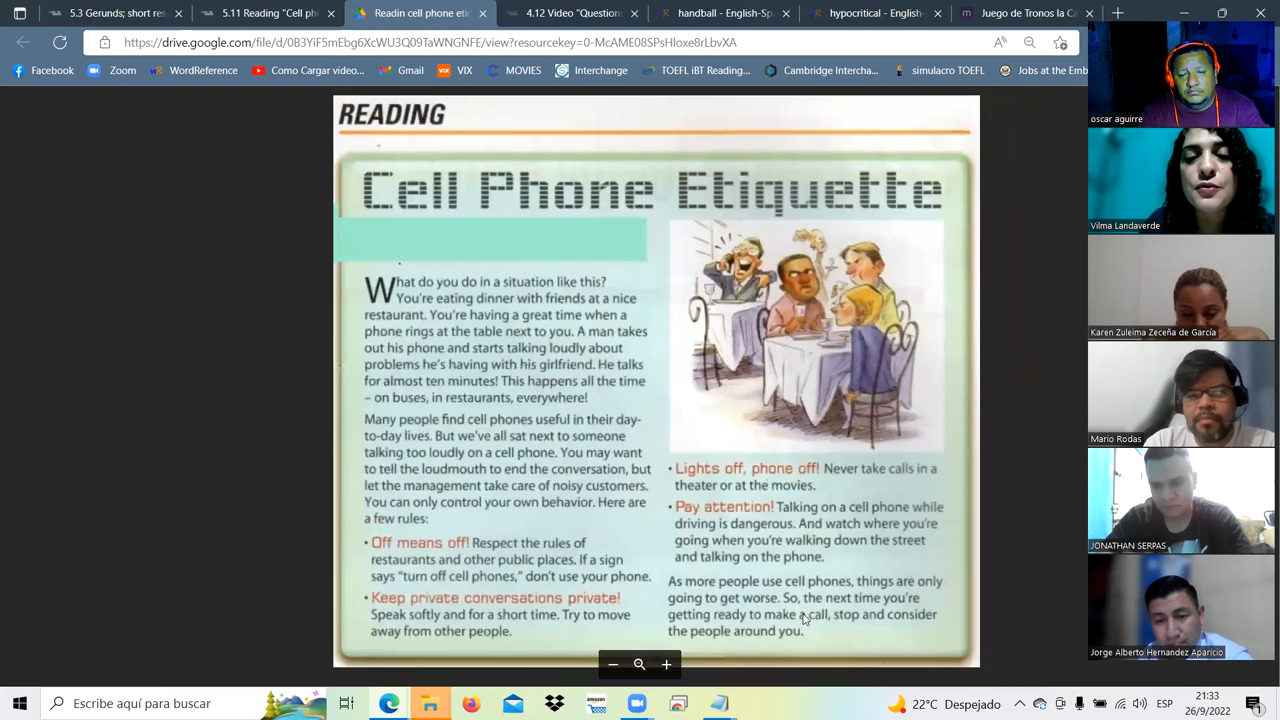 5.3 Gerunds; short res
5.11 Reading "Cell ph
Readin cell phone eti
4.12 Video "Question
handball - English-Sp
hypocritical - English-
Juego de Tronos la Ca
https://drive.google.com/file/d/0B3YiF5mEbg6XcWU3Q09TaWNGNFE/view?resourcekey=0-McAME08SPsHloxe8rLbvXA
Facebook
Zoom
WordReference
Como Cargar video...
Gmail
VIX
MOVIES
Interchange
TOEFL iBT Reading...
Cambridge Intercha...
simulacro TOEFL
Jobs at the Emb
READING
Cell Phone Etiquette
What do you do in a situation like this?
You're eating dinner with friends at a nice
restaurant. You're having a great time when a
phone rings at the table next to you. A man takes
out his phone and starts talking loudly about
problems he's having with his girlfriend. He talks
for almost ten minutes! This happens all the time
– on buses, in restaurants, everywhere!
Many people find cell phones useful in their day-
to-day lives. But we've all sat next to someone
talking too loudly on a cell phone. You may want
to tell the loudmouth to end the conversation, but
let the management take care of noisy customers.
You can only control your own behavior. Here are
a few rules:
• Off means off! Respect the rules of
restaurants and other public places. If a sign
says "turn off cell phones," don't use your phone.
• Keep private conversations private!
Speak softly and for a short time. Try to move
away from other people.
• Lights off, phone off! Never take calls in a
theater or at the movies.
• Pay attention! Talking on a cell phone while
driving is dangerous. And watch where you're
going when you're walking down the street
and talking on the phone.
As more people use cell phones, things are only
going to get worse. So, the next time you're
getting ready to make a call, stop and consider
the people around you.
oscar aguirre
Vilma Landaverde
Karen Zuleima Zeceña de García
Mario Rodas
JONATHAN SERPAS
Jorge Alberto Hernandez Aparicio
Escribe aquí para buscar
22°C Despejado
ESP
21:33
26/9/2022